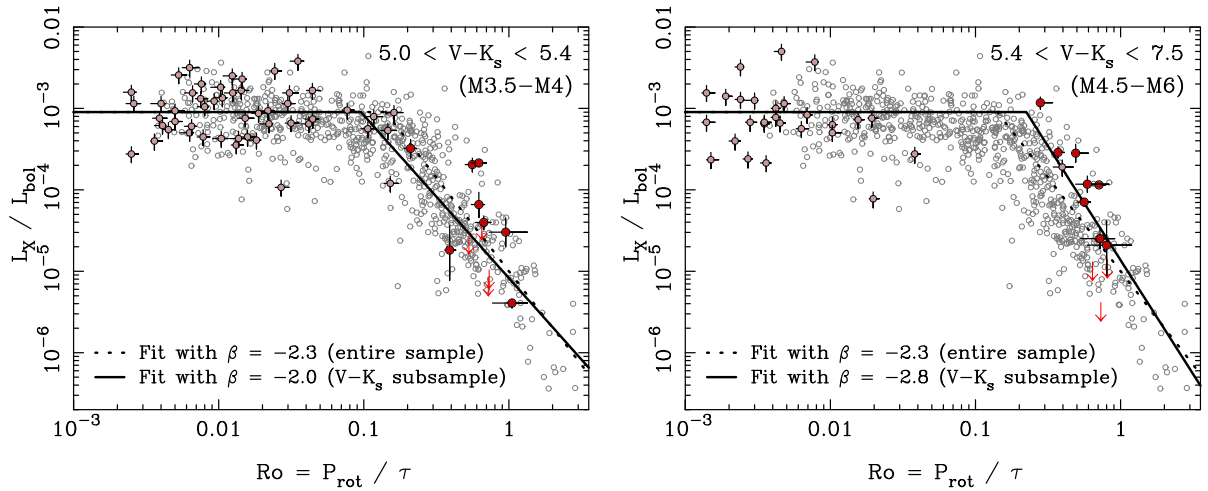 0.01
10⁻³
10⁻⁴
10⁻⁵
10⁻⁶
L_X / L_bol
5.0 < V−K_s < 5.4
(M3.5−M4)
Fit with β = −2.3 (entire sample)
Fit with β = −2.0 (V−K_s subsample)
10⁻³ 0.01 0.1 1
Ro = P_rot / τ
0.01
10⁻³
10⁻⁴
10⁻⁵
10⁻⁶
L_X / L_bol
5.4 < V−K_s < 7.5
(M4.5−M6)
Fit with β = −2.3 (entire sample)
Fit with β = −2.8 (V−K_s subsample)
10⁻³ 0.01 0.1 1
Ro = P_rot / τ